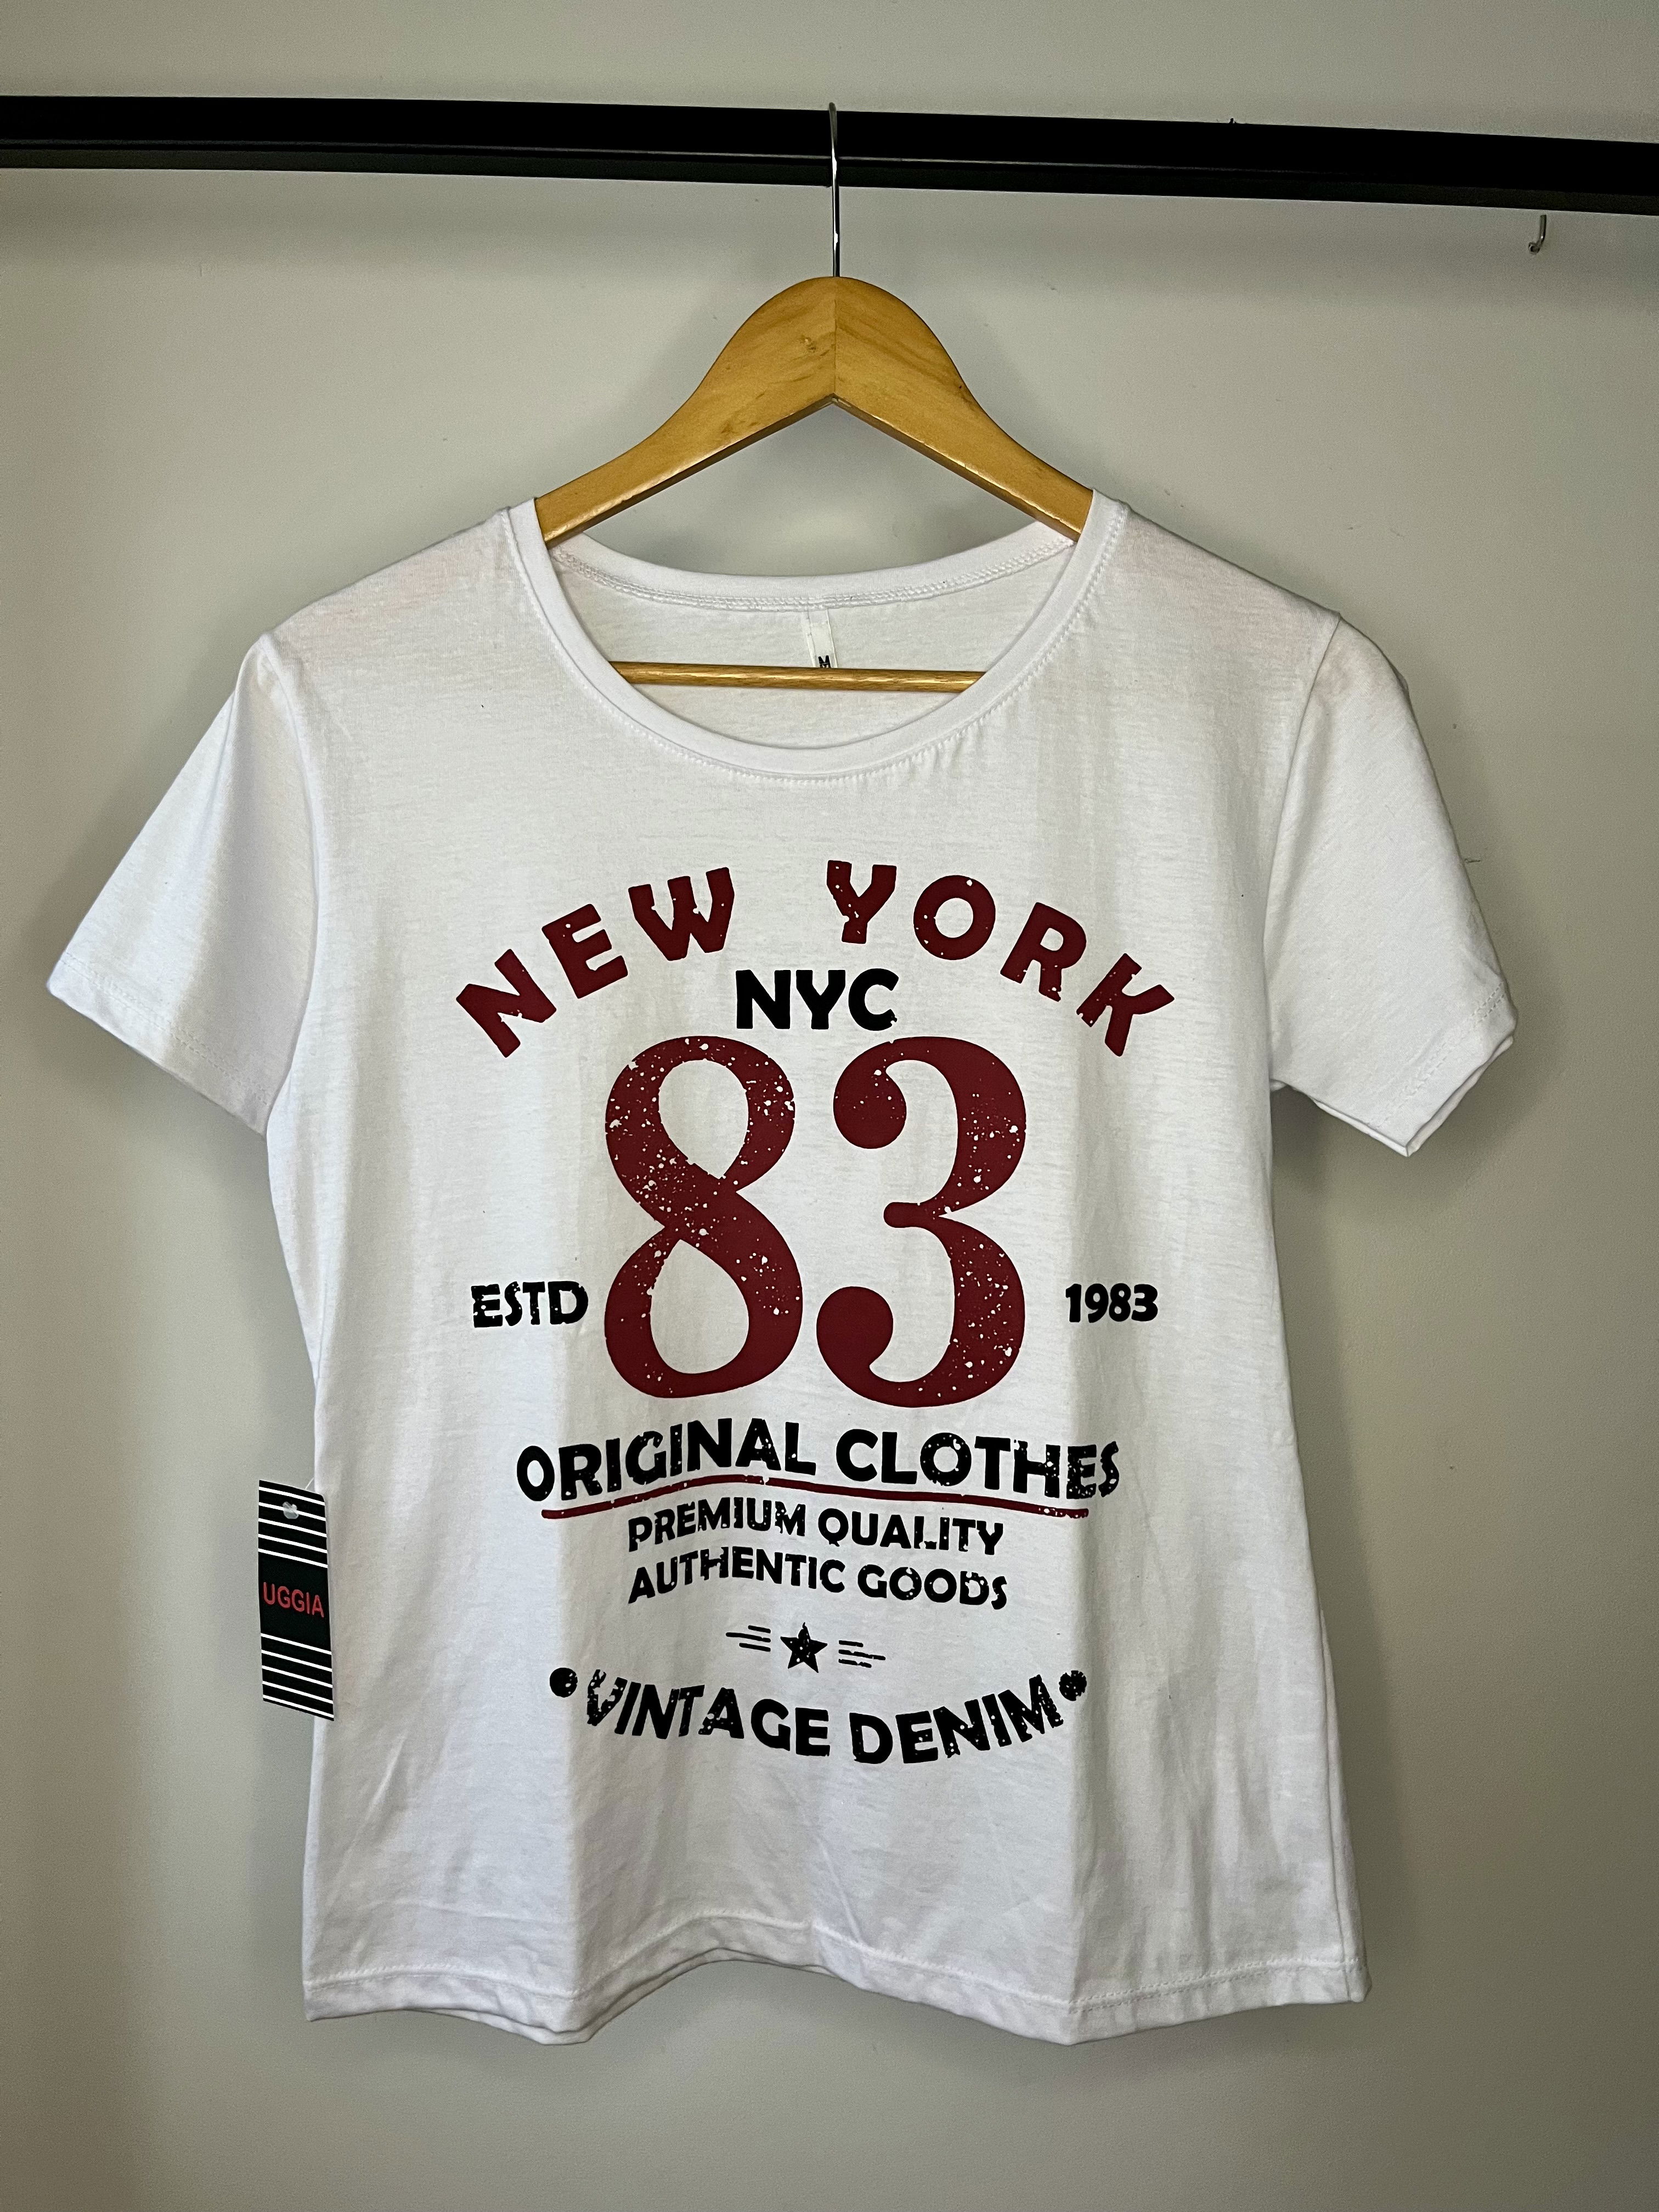 M
NEW YORK
NYC
83
ESTD 1983
ORIGINAL CLOTHES
PREMIUM QUALITY
AUTHENTIC GOODS
VINTAGE DENIM
UGGIA